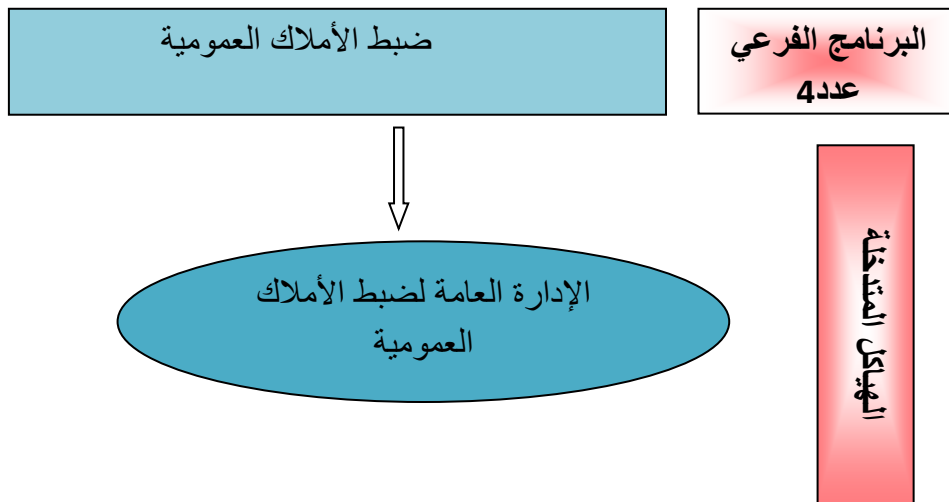 البرنامج الفرعي
عدد4
ضبط الأملاك العمومية
الهياكل المتدخلة
الإدارة العامة لضبط الأملاك
العمومية